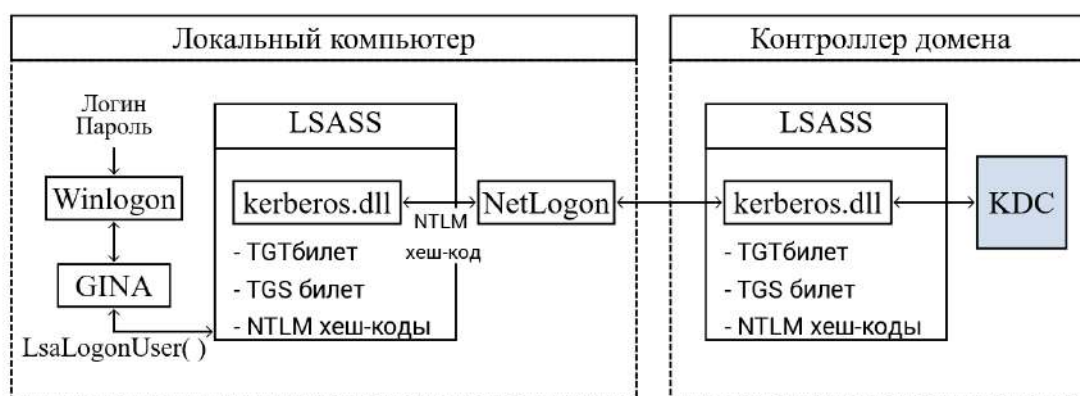 Локальный компьютер
Контроллер домена
Логин
Пароль
Winlogon
GINA
LsaLogonUser( )
LSASS
kerberos.dll
- TGTбилет
- TGS билет
- NTLM хеш-коды
NTLM
хеш-код
NetLogon
LSASS
kerberos.dll
- TGTбилет
- TGS билет
- NTLM хеш-коды
KDC